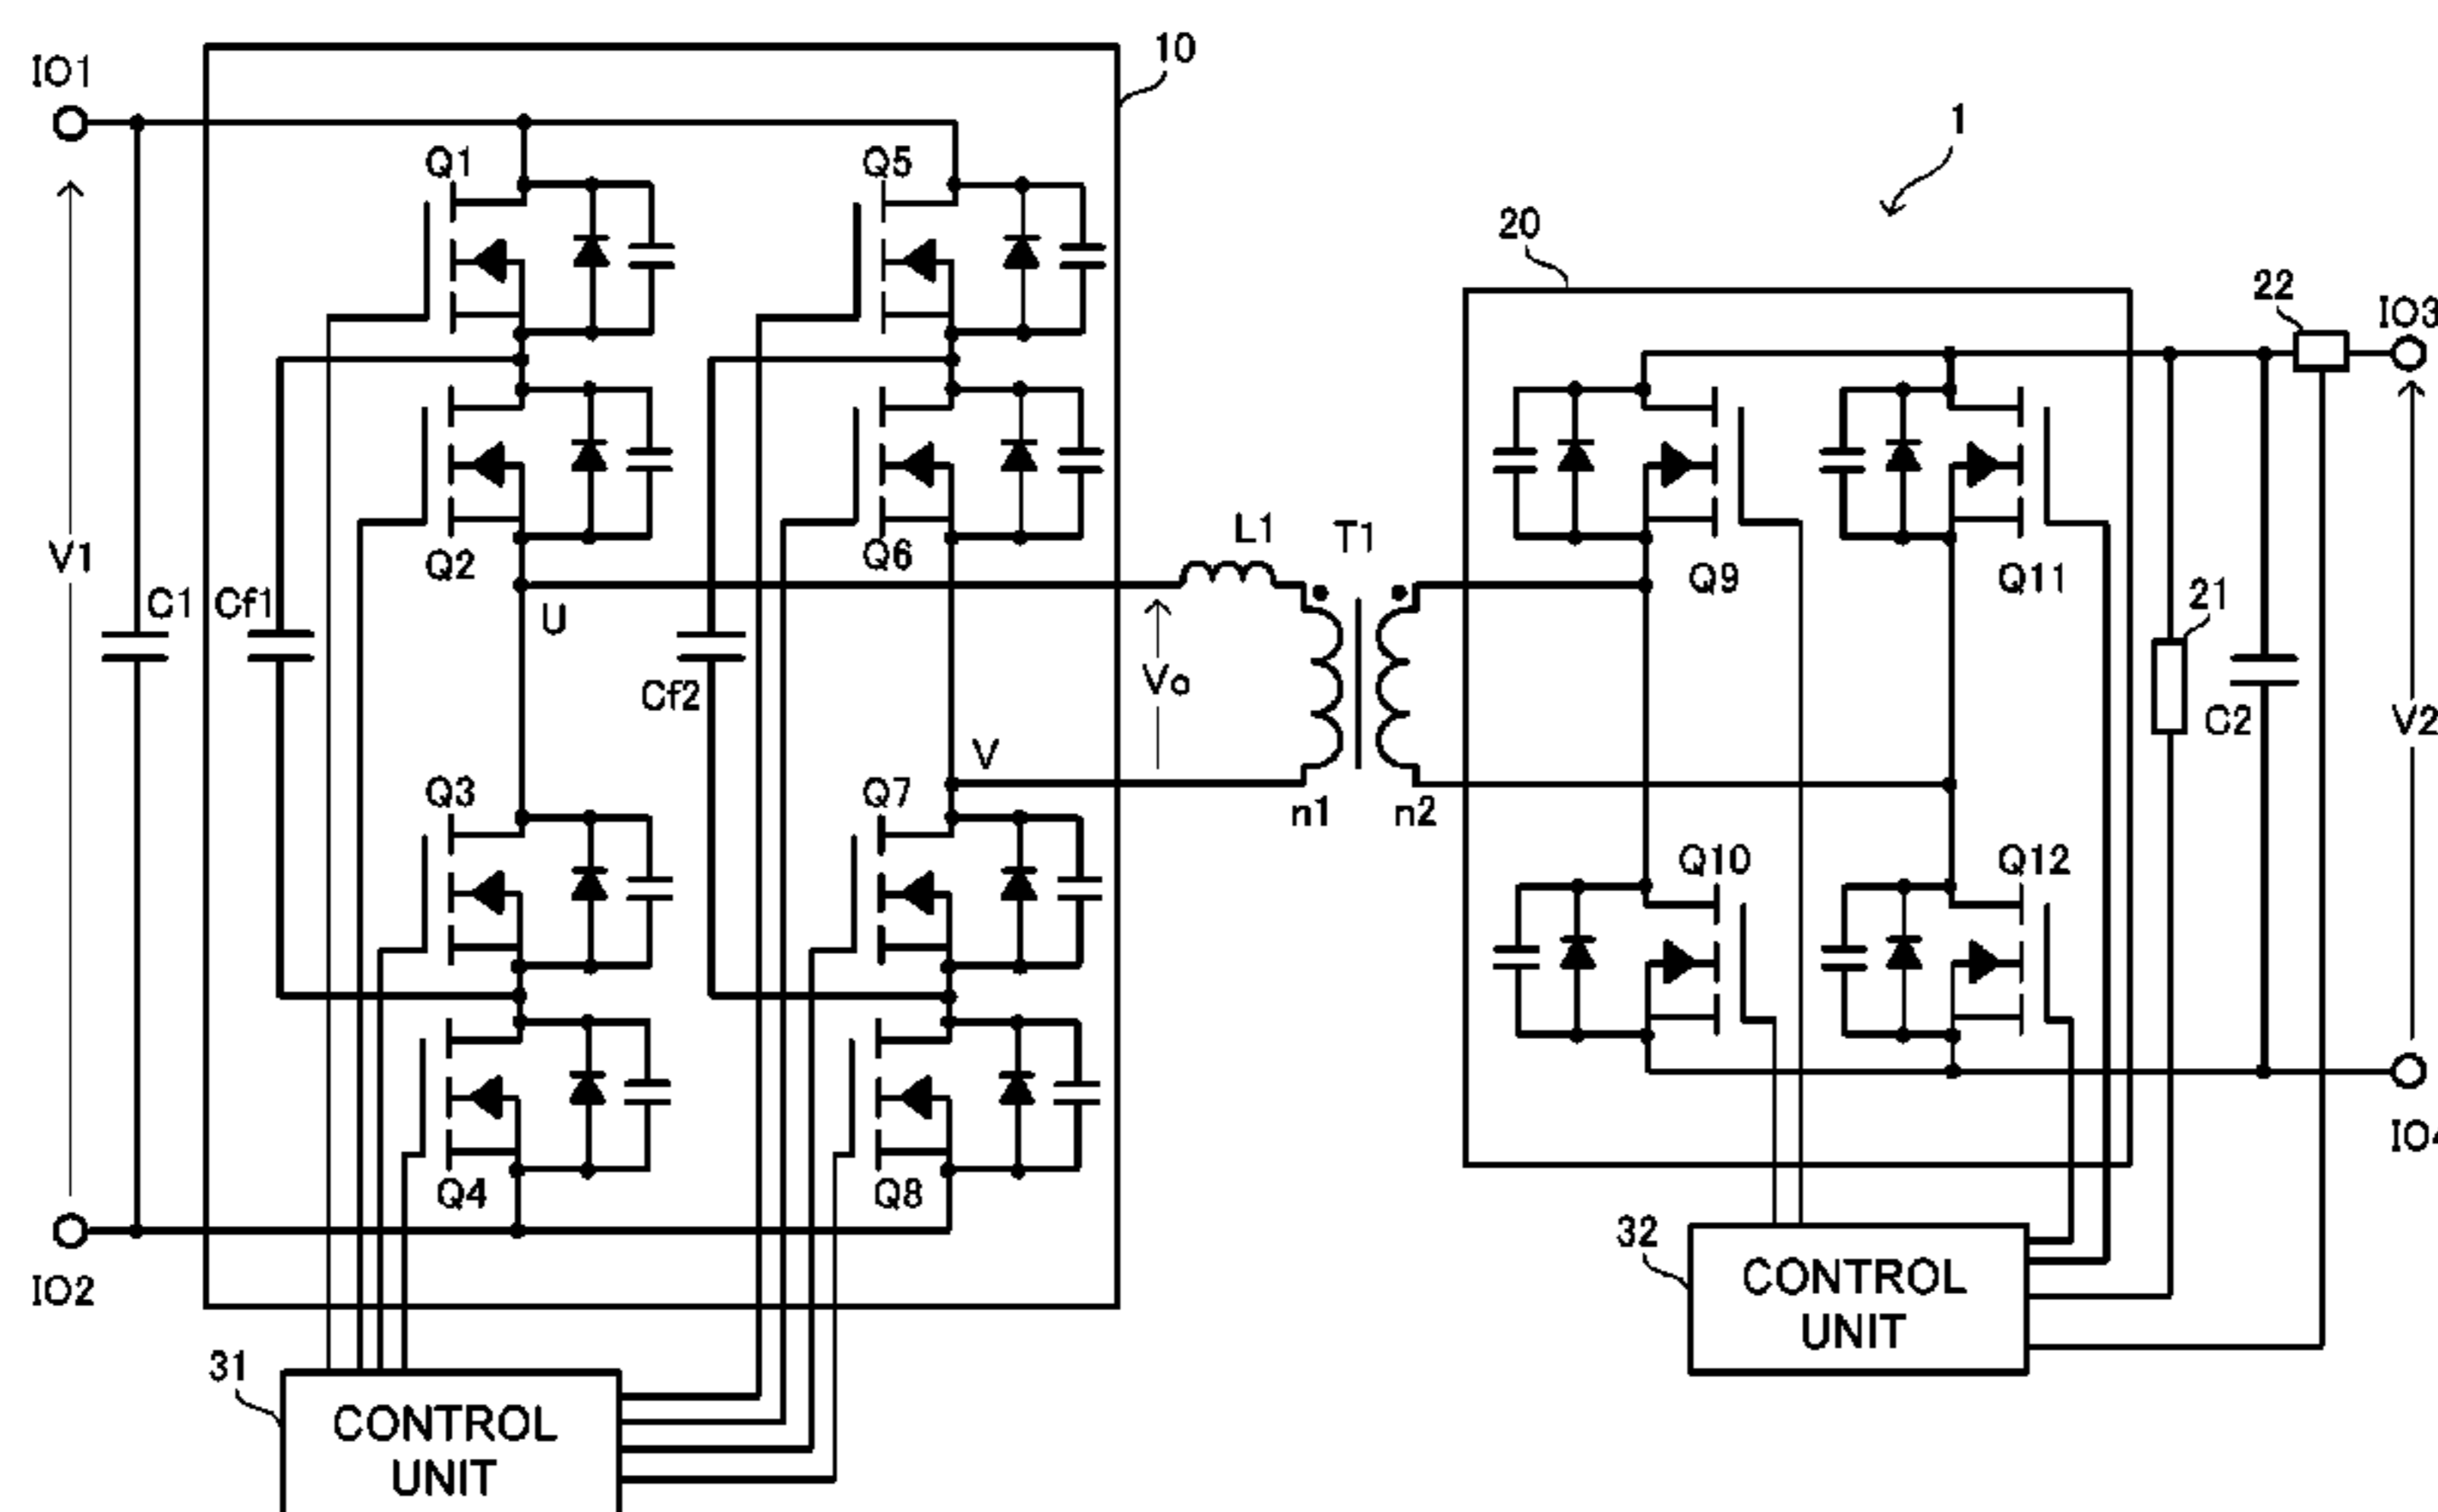 IO1
10
1
Q1
Q5
20
22
IO3
V1
Q2
Q6
L1
T1
Q9
Q11
21
C1
Cf1
U
Cf2
Vo
V
C2
V2
Q3
Q7
n1
n2
Q10
Q12
Q4
Q8
IO4
IO2
32
CONTROL
UNIT
31
CONTROL
UNIT